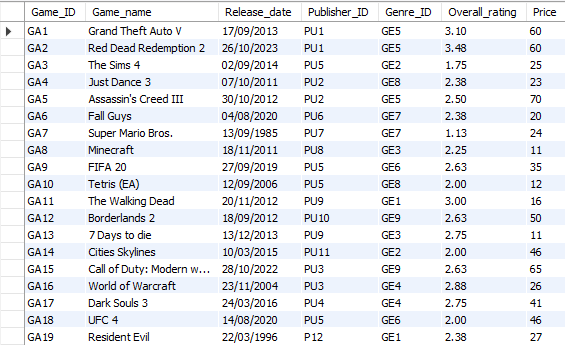 Game_ID Game_name Release_date Publisher_ID Genre_ID Overall_rating Price
GA1 Grand Theft Auto V 17/09/2013 PU1 GE5 3.10 60
GA2 Red Dead Redemption 2 26/10/2023 PU1 GE5 3.48 60
GA3 The Sims 4 02/09/2014 PU5 GE2 1.75 25
GA4 Just Dance 3 07/10/2011 PU2 GE8 2.38 23
GA5 Assassin's Creed III 30/10/2012 PU2 GE5 2.50 70
GA6 Fall Guys 04/08/2020 PU6 GE7 2.38 20
GA7 Super Mario Bros. 13/09/1985 PU7 GE7 1.13 24
GA8 Minecraft 18/11/2011 PU8 GE3 2.25 11
GA9 FIFA 20 27/09/2019 PU5 GE6 2.63 35
GA10 Tetris (EA) 12/09/2006 PU5 GE8 2.00 12
GA11 The Walking Dead 20/11/2012 PU9 GE1 3.00 16
GA12 Borderlands 2 18/09/2012 PU10 GE9 2.63 50
GA13 7 Days to die 13/12/2013 PU9 GE3 2.75 11
GA14 Cities Skylines 10/03/2015 PU11 GE2 2.00 46
GA15 Call of Duty: Modern w... 28/10/2022 PU3 GE9 2.63 65
GA16 World of Warcraft 23/11/2004 PU3 GE4 2.88 26
GA17 Dark Souls 3 24/03/2016 PU4 GE4 2.75 41
GA18 UFC 4 14/08/2020 PU5 GE6 2.00 46
GA19 Resident Evil 22/03/1996 P12 GE1 2.38 27